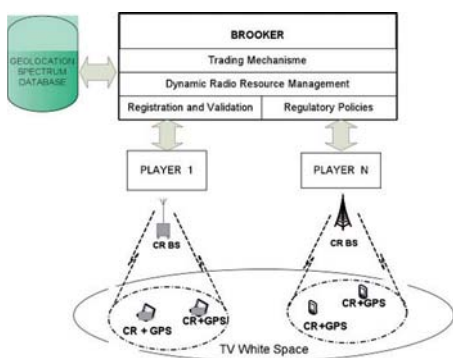 BROOKER
GEOLOCATION
SPECTRUM
DATABASE
Trading Mechanisme
Dynamic Radio Resource Management
Registration and Validation
Regulatory Policies
PLAYER 1
PLAYER N
CR BS
CR BS
CR + GPS
CR+GPS
CR+GPS
CR+GPS
TV White Space